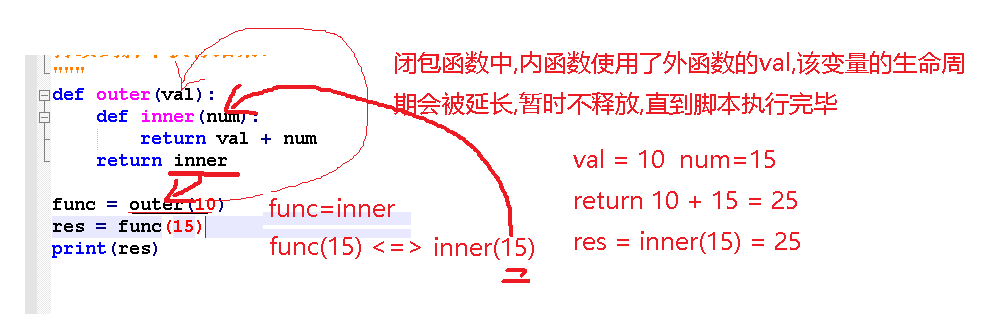 """
def outer(val):
def inner(num):
return val + num
return inner
func = outer(10)
res = func(15)
print(res)
闭包函数中,内函数使用了外函数的val,该变量的生命周
期会被延长,暂时不释放,直到脚本执行完毕
val = 10 num=15
return 10 + 15 = 25
res = inner(15) = 25
func=inner
func(15) <=> inner(15)